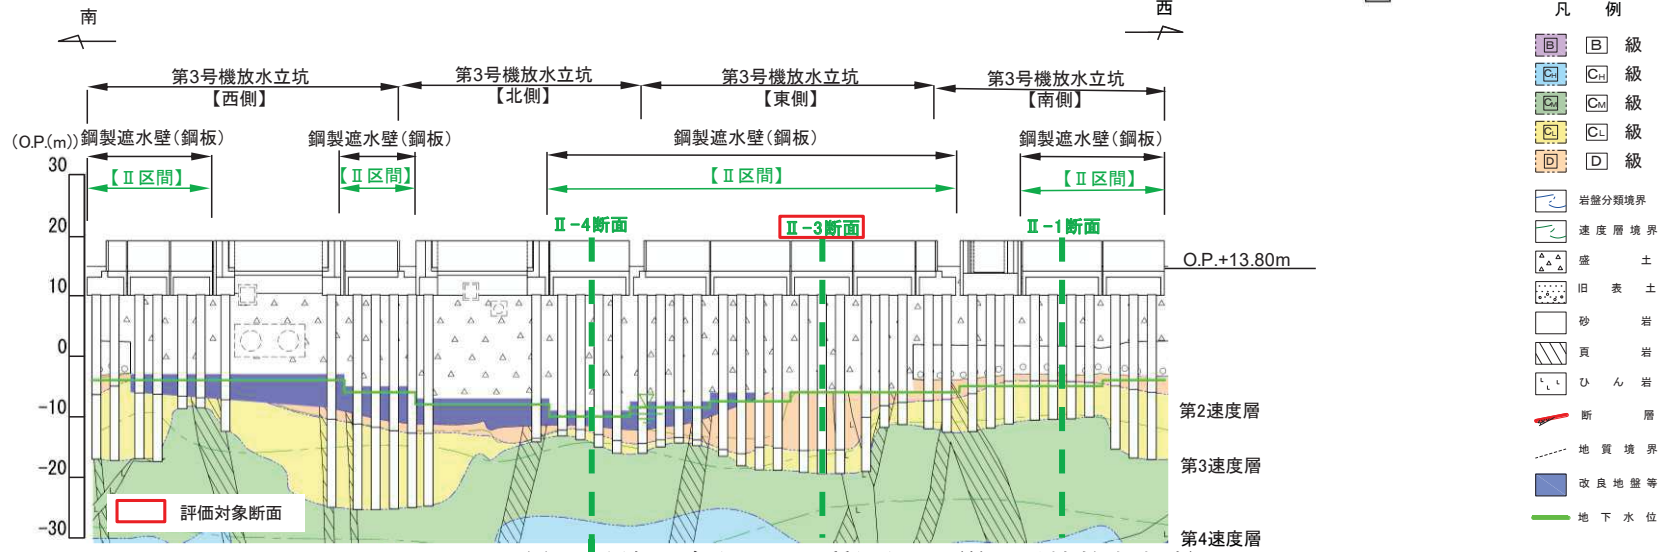 南
西
第3号機放水立坑
【西側】
第3号機放水立坑
【北側】
第3号機放水立坑
【東側】
第3号機放水立坑
【南側】
(O.P.(m))
鋼製遮水壁(鋼板)
鋼製遮水壁(鋼板)
鋼製遮水壁(鋼板)
鋼製遮水壁(鋼板)
【Ⅱ区間】
【Ⅱ区間】
【Ⅱ区間】
【Ⅱ区間】
30
20
10
0
-10
-20
-30
Ⅱ-4断面
Ⅱ-3断面
Ⅱ-1断面
O.P.+13.80m
第2速度層
第3速度層
第4速度層
評価対象断面
凡 例
B B 級
CH CH 級
CM CM 級
CL CL 級
D D 級
岩盤分類境界
速度層境界
盛土
旧表土
砂岩
頁岩
ひん岩
断層
地質境界
改良地盤等
地下水位